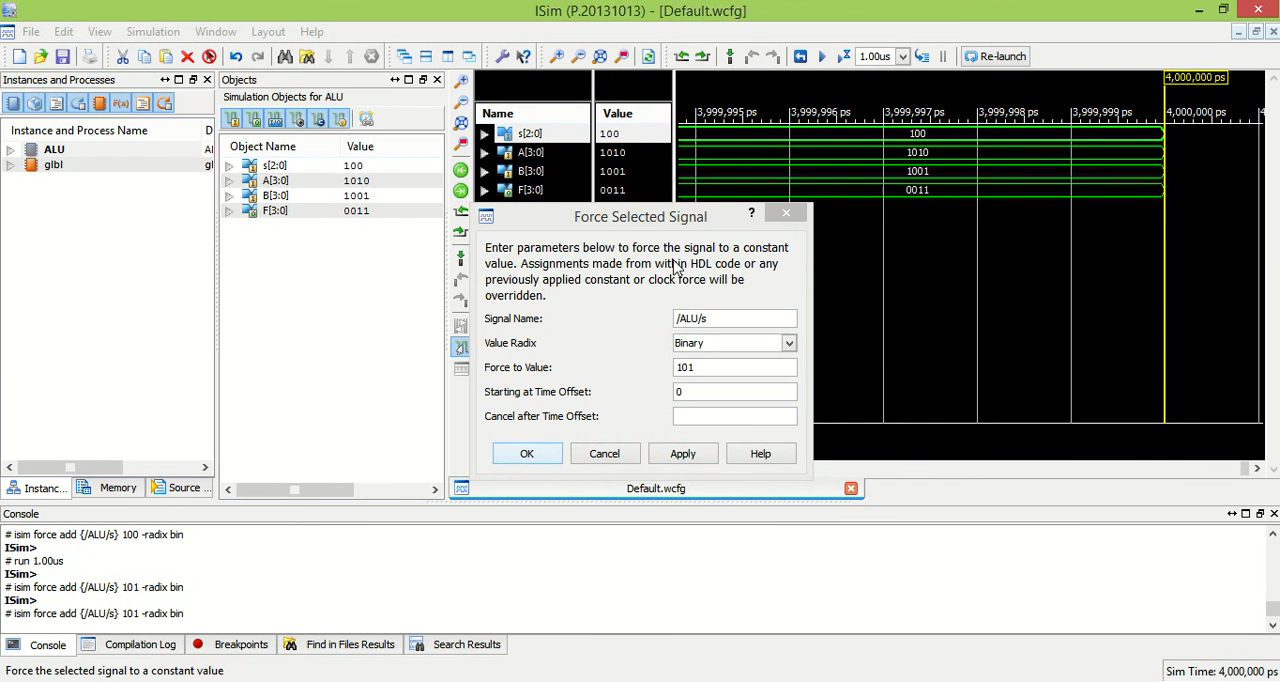 ISim (P.20131013) - [Default.wcfg]
File Edit View Simulation Window Layout Help
1.00us
Re-launch
Instances and Processes
Objects
Simulation Objects for ALU
Instance and Process Name D
ALU Al
glbl gl
Object Name Value
s[2:0] 100
A[3:0] 1010
B[3:0] 1001
F[3:0] 0011
4,000,000 ps
Name Value
3,999,995 ps 3,999,996 ps 3,999,997 ps 3,999,998 ps 3,999,999 ps 4,000,000 ps 4
s[2:0] 100 100
A[3:0] 1010 1010
B[3:0] 1001 1001
F[3:0] 0011 0011
Force Selected Signal
?
Enter parameters below to force the signal to a constant
value. Assignments made from within HDL code or any
previously applied constant or clock force will be
overridden.
Signal Name: /ALU/s
Value Radix: Binary
Force to Value: 101
Starting at Time Offset: 0
Cancel after Time Offset:
OK Cancel Apply Help
Instanc... Memory Source ...
Default.wcfg
Console
# isim force add {/ALU/s} 100 -radix bin
ISim>
# run 1.00us
ISim>
# isim force add {/ALU/s} 101 -radix bin
ISim>
# isim force add {/ALU/s} 101 -radix bin
Console Compilation Log Breakpoints Find in Files Results Search Results
Force the selected signal to a constant value
Sim Time: 4,000,000 ps